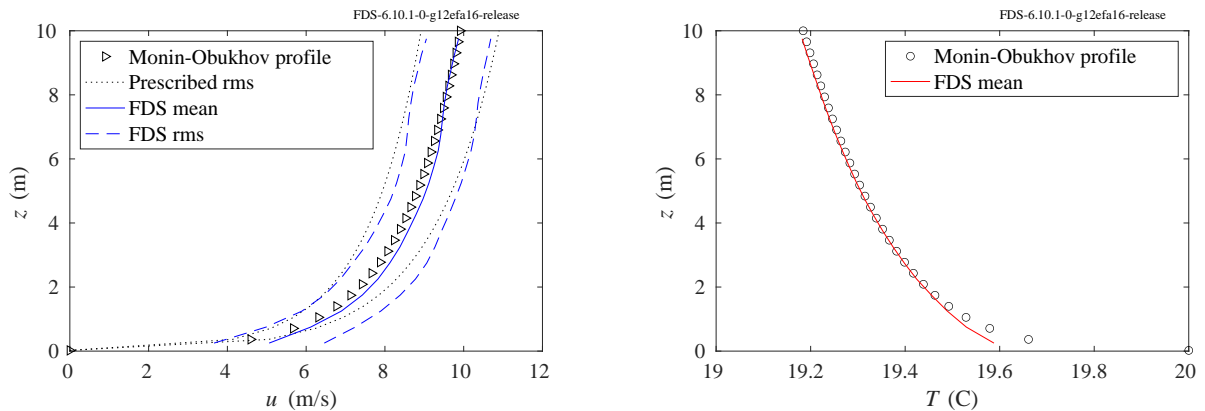 FDS-6.10.1-0-g12efa16-release
10
8
6
4
2
0
z (m)
Monin-Obukhov profile
Prescribed rms
FDS mean
FDS rms
0 2 4 6 8 10 12
u (m/s)
FDS-6.10.1-0-g12efa16-release
10
8
6
4
2
0
z (m)
Monin-Obukhov profile
FDS mean
19 19.2 19.4 19.6 19.8 20
T (C)